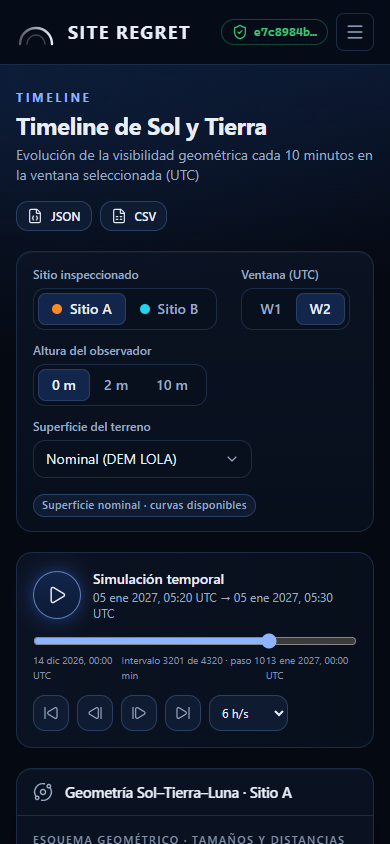 SITE REGRET
e7c8984b…
TIMELINE
Timeline de Sol y Tierra
Evolución de la visibilidad geométrica cada 10 minutos en
la ventana seleccionada (UTC)
JSON
CSV
Sitio inspeccionado
Ventana (UTC)
Sitio A
Sitio B
W1
W2
Altura del observador
0 m
2 m
10 m
Superficie del terreno
Nominal (DEM LOLA)
Superficie nominal · curvas disponibles
Simulación temporal
05 ene 2027, 05:20 UTC → 05 ene 2027, 05:30
UTC
14 dic 2026, 00:00
UTC
Intervalo 3201 de 4320 · paso 10
min
13 ene 2027, 00:00
UTC
6 h/s
Geometría Sol–Tierra–Luna · Sitio A
ESQUEMA GEOMÉTRICO · TAMAÑOS Y DISTANCIAS